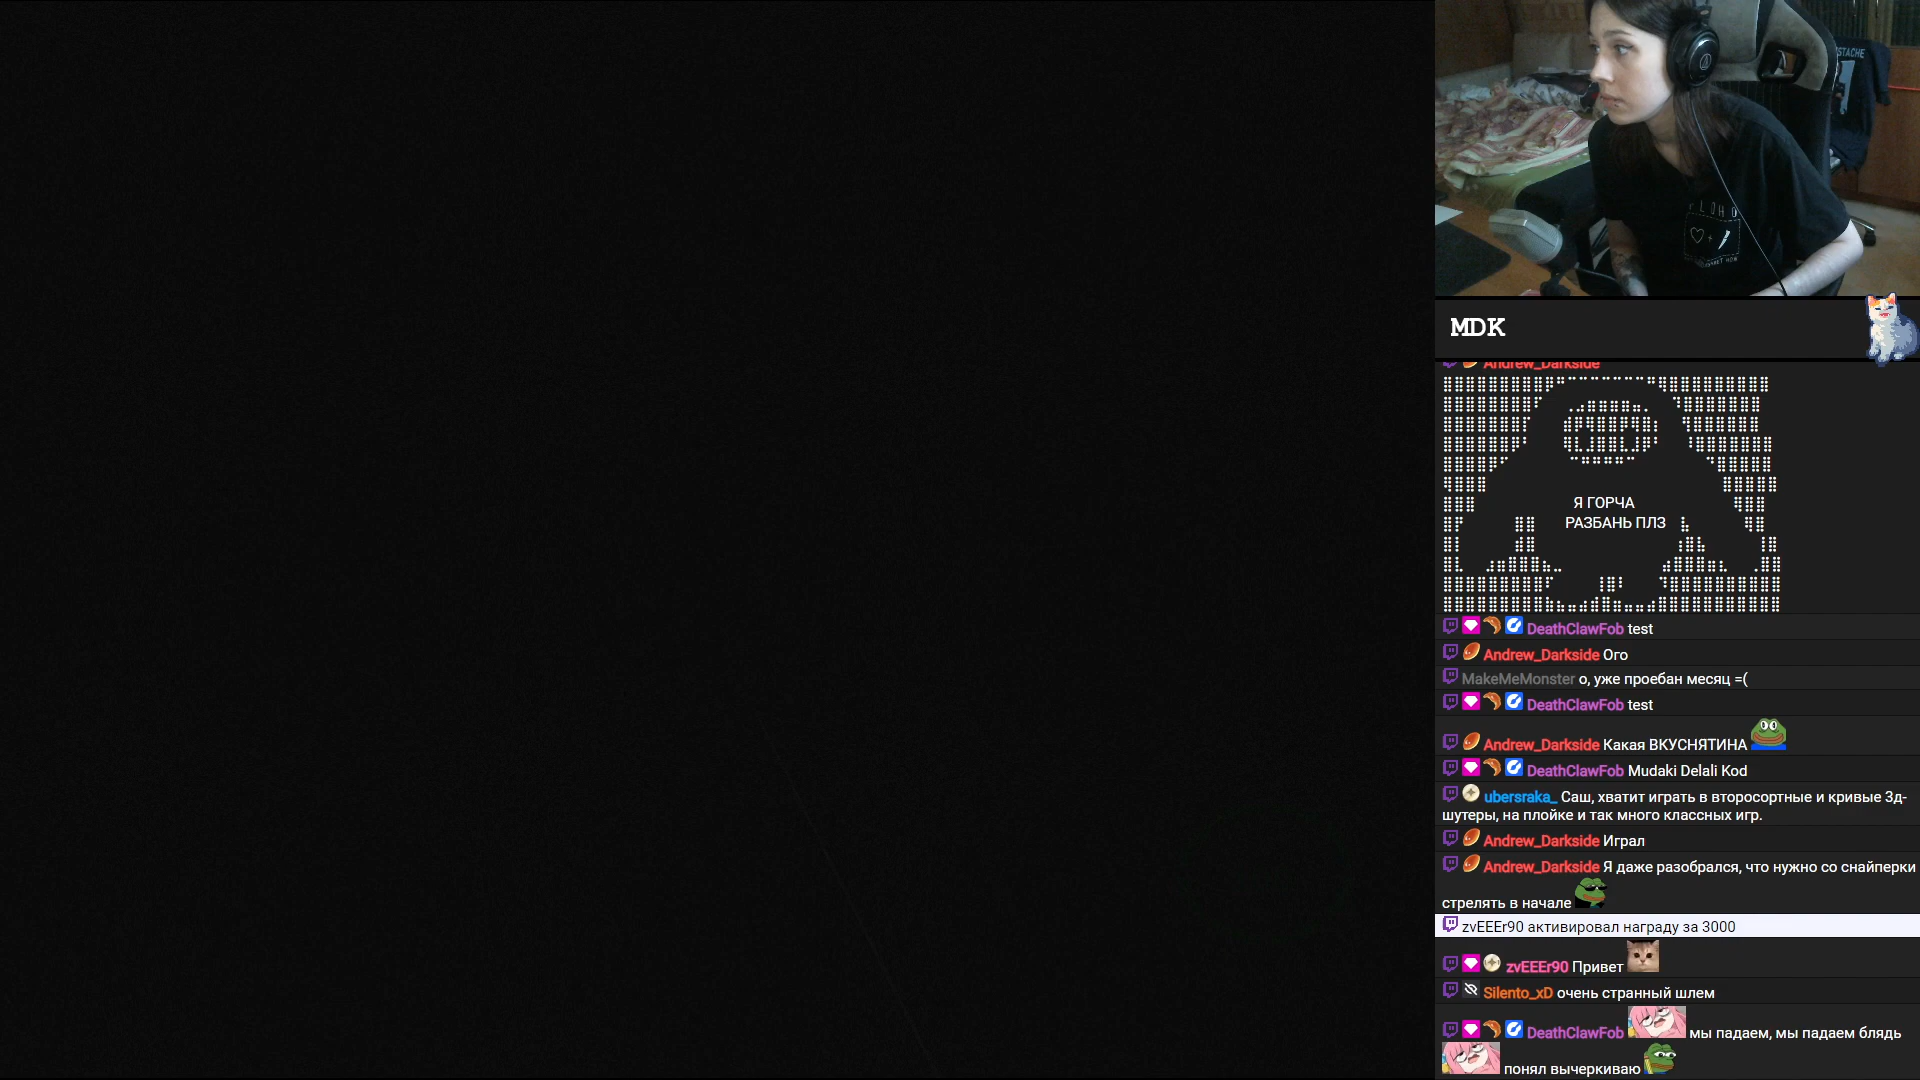 STACHE
PLOHO
MDK
Andrew_Darkside
Я ГОРЧА
РАЗБАНЬ ПЛЗ
DeathClawFob test
Andrew_Darkside Ого
MakeMeMonster о, уже проебан месяц =(
DeathClawFob test
Andrew_Darkside Какая ВКУСНЯТИНА
DeathClawFob Mudaki Delali Kod
ubersraka_ Саш, хватит играть в второсортные и кривые 3д-
шутеры, на плойке и так много классных игр.
Andrew_Darkside Играл
Andrew_Darkside Я даже разобрался, что нужно со снайперки
стрелять в начале
zvEEEr90 активировал награду за 3000
zvEEEr90 Привет
Silento_xD очень странный шлем
DeathClawFob мы падаем, мы падаем блядь
понял вычеркиваю